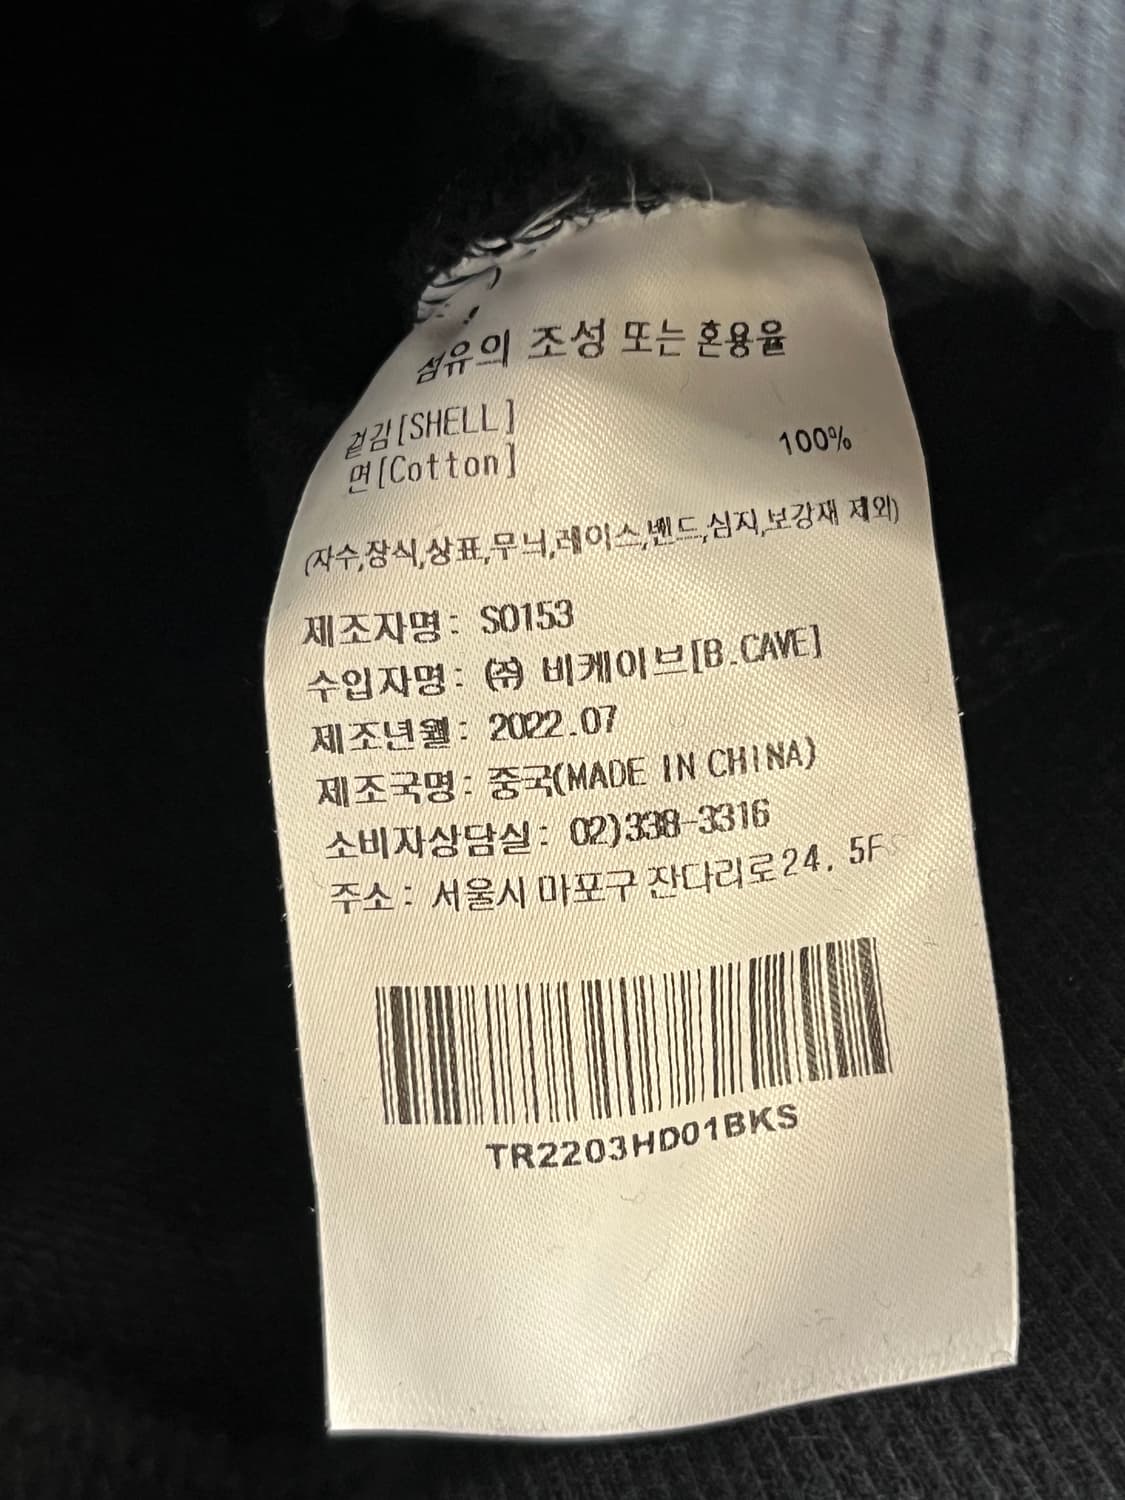 섬유의 조성 또는 혼용율
겉감[SHELL]
면[Cotton] 100%
(자수,장식,상표,무늬,레이스,밴드,심지,보강재 제외)
제조자명: S0153
수입자명: ㈜ 비케이브[B.CAVE]
제조년월: 2022.07
제조국명: 중국(MADE IN CHINA)
소비자상담실: 02)338-3316
주소: 서울시 마포구 잔다리로24, 5F
TR2203HD01BKS